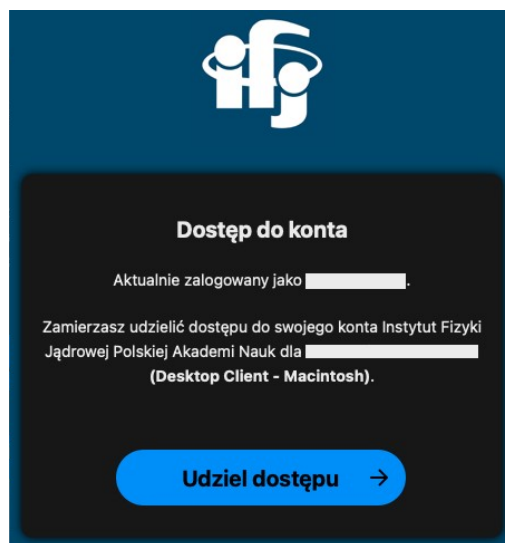 ifj
Dostęp do konta
Aktualnie zalogowany jako .
Zamierzasz udzielić dostępu do swojego konta Instytut Fizyki
Jądrowej Polskiej Akademi Nauk dla
(Desktop Client - Macintosh).
Udziel dostępu →